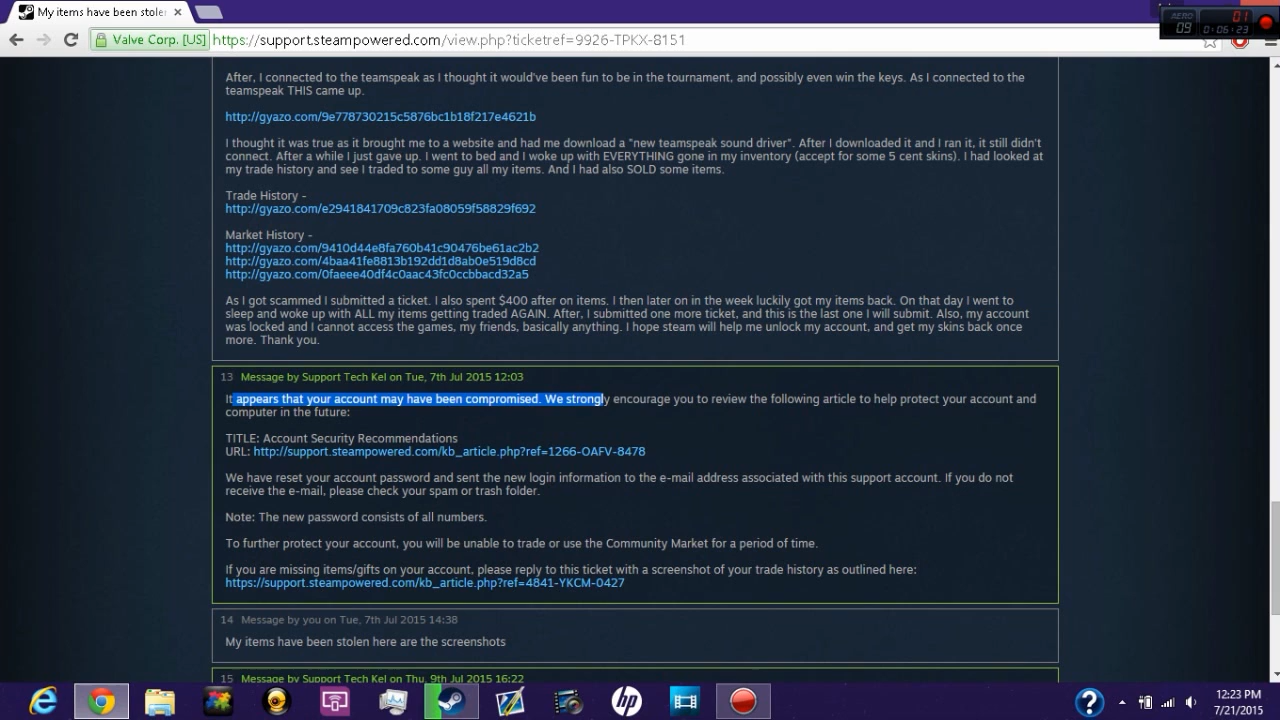 My items have been stolen
AERO
01
09
0:06:23
Valve Corp. [US]
https://support.steampowered.com/
-9926-TPKX-8151
After, I connected to the teamspeak as I thought it would've been fun to be in the tournament, and possibly even win the keys. As I connected to the
teamspeak THIS came up.
http://gyazo.com/9e778730215c5876bc1b18f217e4621b
I thought it was true as it brought me to a website and had me download a "new teamspeak sound driver". After I downloaded it and I ran it, it still didn't
connect. After a while I just gave up. I went to bed and I woke up with EVERYTHING gone in my inventory (accept for some 5 cent skins). I had looked at
my trade history and see I traded to some guy all my items. And I had also SOLD some items.
Trade History -
http://gyazo.com/e2941841709c823fa08059f58829f692
Market History -
http://gyazo.com/9410d44e8fa760b41c90476be61ac2b2
http://gyazo.com/4baa41fe8813b192dd1d8ab0e519d8cd
http://gyazo.com/0faeee40df4c0aac43fc0ccbbacd32a5
As I got scammed I submitted a ticket. I also spent $400 after on items. I then later on in the week luckily got my items back. On that day I went to
sleep and woke up with ALL my items getting traded AGAIN. After, I submitted one more ticket, and this is the last one I will submit. Also, my account
was locked and I cannot access the games, my friends, basically anything. I hope steam will help me unlock my account, and get my skins back once
more. Thank you.
13 Message by Support Tech Kel on Tue, 7th Jul 2015 12:03
It appears that your account may have been compromised. We strongly encourage you to review the following article to help protect your account and
computer in the future:
TITLE: Account Security Recommendations
URL: http://support.steampowered.com/kb_article.php?ref=1266-OAFV-8478
We have reset your account password and sent the new login information to the e-mail address associated with this support account. If you do not
receive the e-mail, please check your spam or trash folder.
Note: The new password consists of all numbers.
To further protect your account, you will be unable to trade or use the Community Market for a period of time.
If you are missing items/gifts on your account, please reply to this ticket with a screenshot of your trade history as outlined here:
https://support.steampowered.com/kb_article.php?ref=4841-YKCM-0427
14 Message by you on Tue, 7th Jul 2015 14:38
My items have been stolen here are the screenshots
15 Message by Support Tech Kel on Thu, 9th Jul 2015 16:22
hp
12:23 PM
7/21/2015